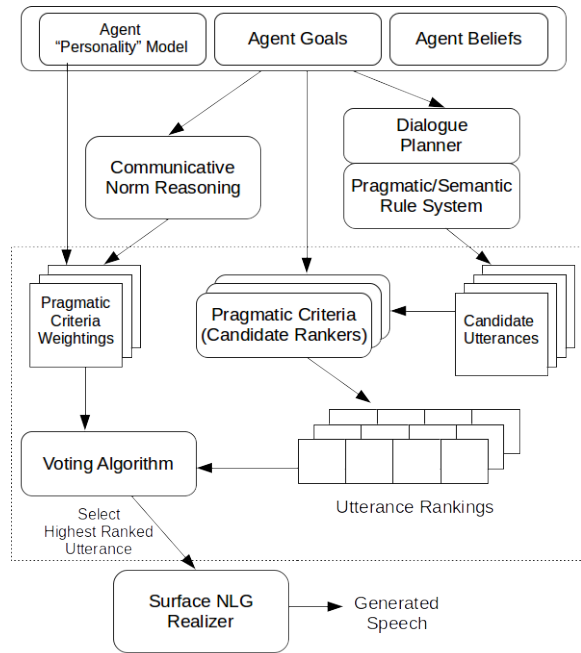 Agent
“Personality” Model
Agent Goals
Agent Beliefs
Dialogue
Planner
Communicative
Norm Reasoning
Pragmatic/Semantic
Rule System
Pragmatic
Criteria
Weightings
Pragmatic Criteria
(Candidate Rankers)
Candidate
Utterances
Voting Algorithm
Utterance Rankings
Select
Highest Ranked
Utterance
Surface NLG
Realizer
Generated
Speech